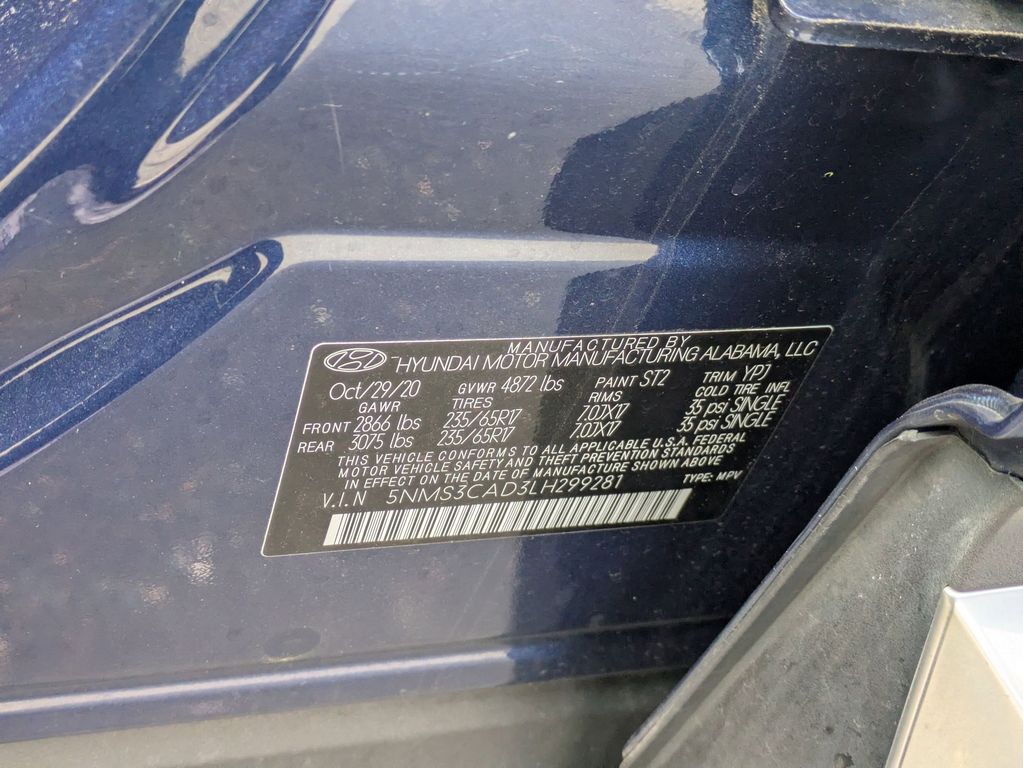 MANUFACTURED BY
HYUNDAI MOTOR MANUFACTURING ALABAMA, LLC
Oct/29/20 GVWR 4872 lbs PAINT ST2 TRIM YPJ
GAWR TIRES RIMS COLD TIRE INFL
FRONT 2866 lbs 235/65R17 7.0JX17 35 psi SINGLE
REAR 3075 lbs 235/65R17 7.0JX17 35 psi SINGLE
THIS VEHICLE CONFORMS TO ALL APPLICABLE U.S.A. FEDERAL
MOTOR VEHICLE SAFETY AND THEFT PREVENTION STANDARDS
IN EFFECT ON THE DATE OF MANUFACTURE SHOWN ABOVE
V.I.N 5NMS3CAD3LH299281 TYPE: MPV